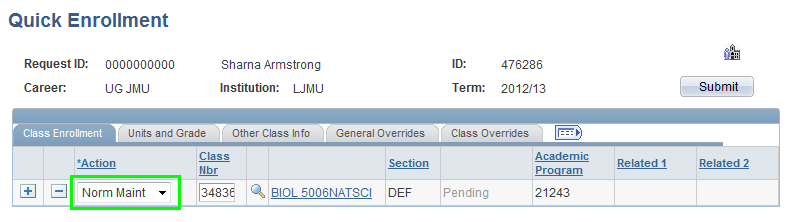 Quick Enrollment
Request ID: 0000000000 Sharna Armstrong ID: 476286
Career: UG JMU Institution: LJMU Term: 2012/13
Submit
Class Enrollment Units and Grade Other Class Info General Overrides Class Overrides
*Action Class Nbr Section Academic Program Related 1 Related 2
Norm Maint 34836 BIOL 5006NATSCI DEF Pending 21243